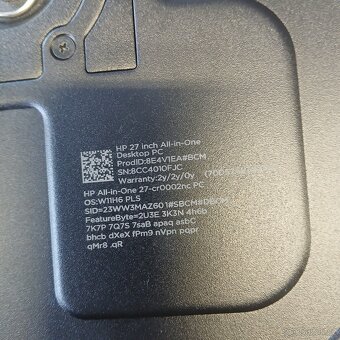 HP 27 inch All-in-One
Desktop PC
ProdID:8E4V1EA#BCM
SN:8CC4010FJC
Warranty:2y/2y/0y
HP All-in-One 27-cr0002nc PC
OS:W11H6 PLS
SID=23WW3MAZ601#SBCM#DBCM
FeatureByte=2U3E 3K3N 4h6b
7K7P 7Q7S 7saB apaq asbC
bhcb dXeX fPm9 nVpn pqpr
qMr8 .qR